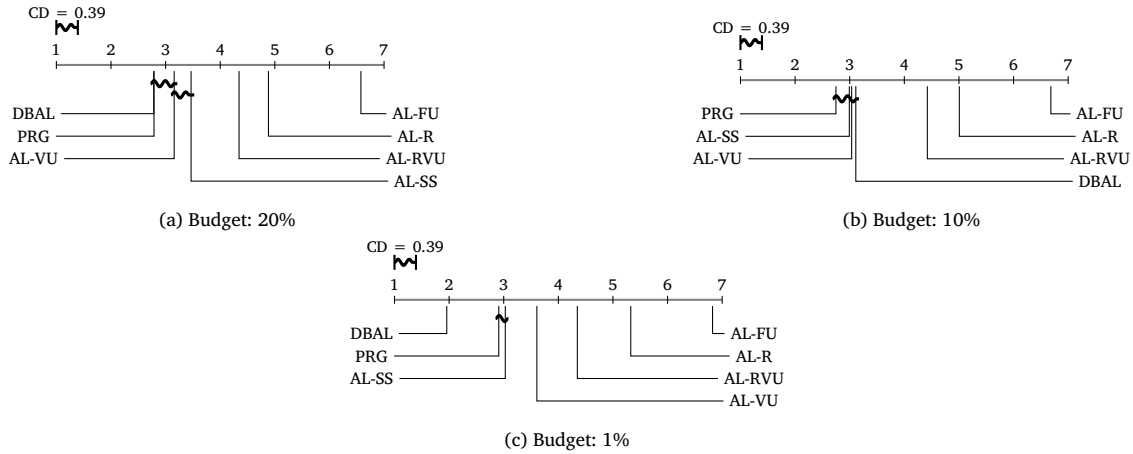 CD = 0.39
1 2 3 4 5 6 7
DBAL AL-FU
PRG AL-R
AL-VU AL-RVU
AL-SS
(a) Budget: 20%
CD = 0.39
1 2 3 4 5 6 7
PRG AL-FU
AL-SS AL-R
AL-VU AL-RVU
DBAL
(b) Budget: 10%
CD = 0.39
1 2 3 4 5 6 7
DBAL AL-FU
PRG AL-R
AL-SS AL-RVU
AL-VU
(c) Budget: 1%